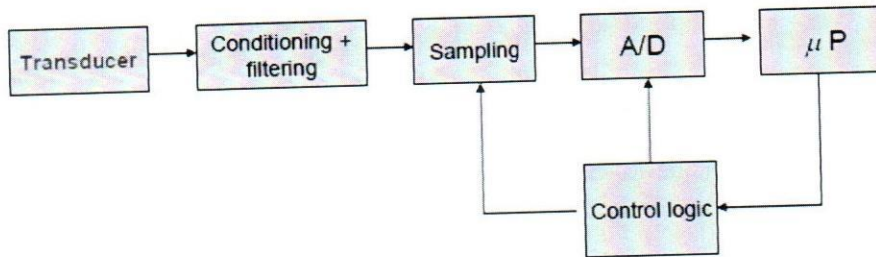 Transducer
Conditioning +
filtering
Sampling
A/D
μ P
Control logic